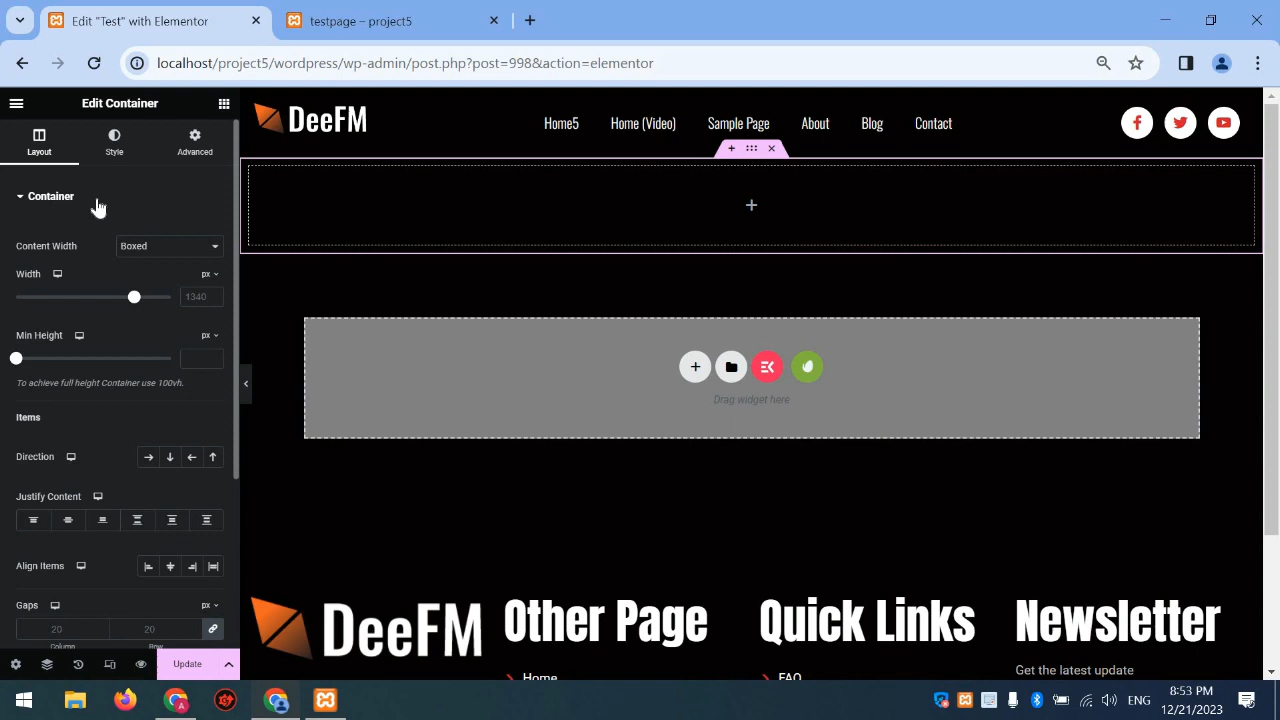 Edit "Test" with Elementor
testpage – project5
localhost/project5/wordpress/wp-admin/post.php?post=998&action=elementor
Edit Container
Layout
Style
Advanced
Container
Content Width
Boxed
Width
px
1340
Min Height
px
To achieve full height Container use 100vh.
Items
Direction
Justify Content
Align Items
Gaps
px
20
20
Column
Row
Update
DeeFM
Home5
Home (Video)
Sample Page
About
Blog
Contact
Drag widget here
DeeFM
Other Page
Quick Links
Newsletter
Home
FAQ
Get the latest update
ENG
8:53 PM
12/21/2023